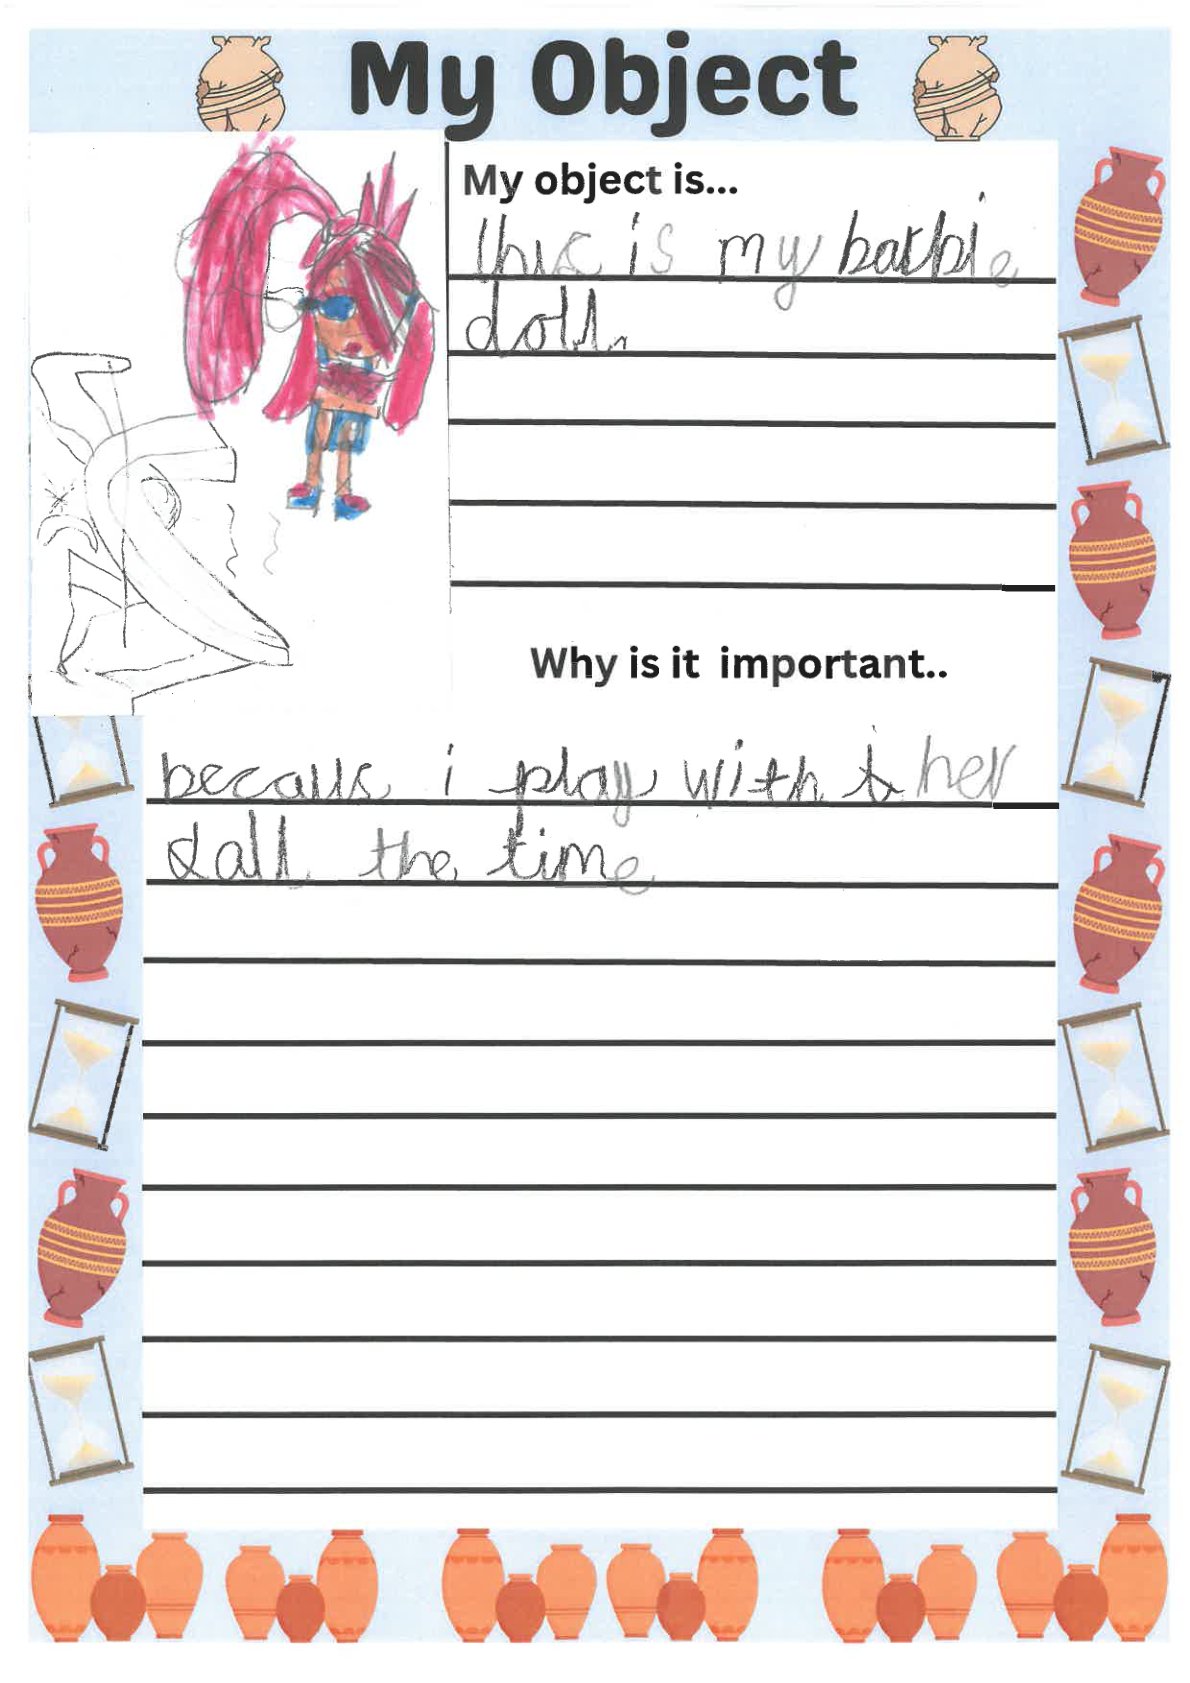 My Object
My object is...
this is my barbie
doll.
Why is it important..
becaus i play with her
all the time